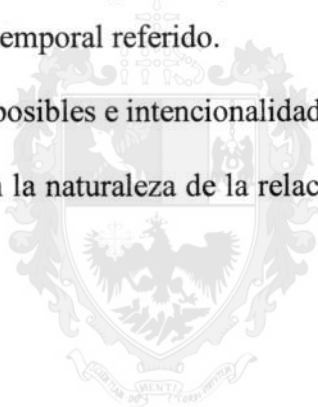 emporal referido.
posibles e intencionalidad
la naturaleza de la relac